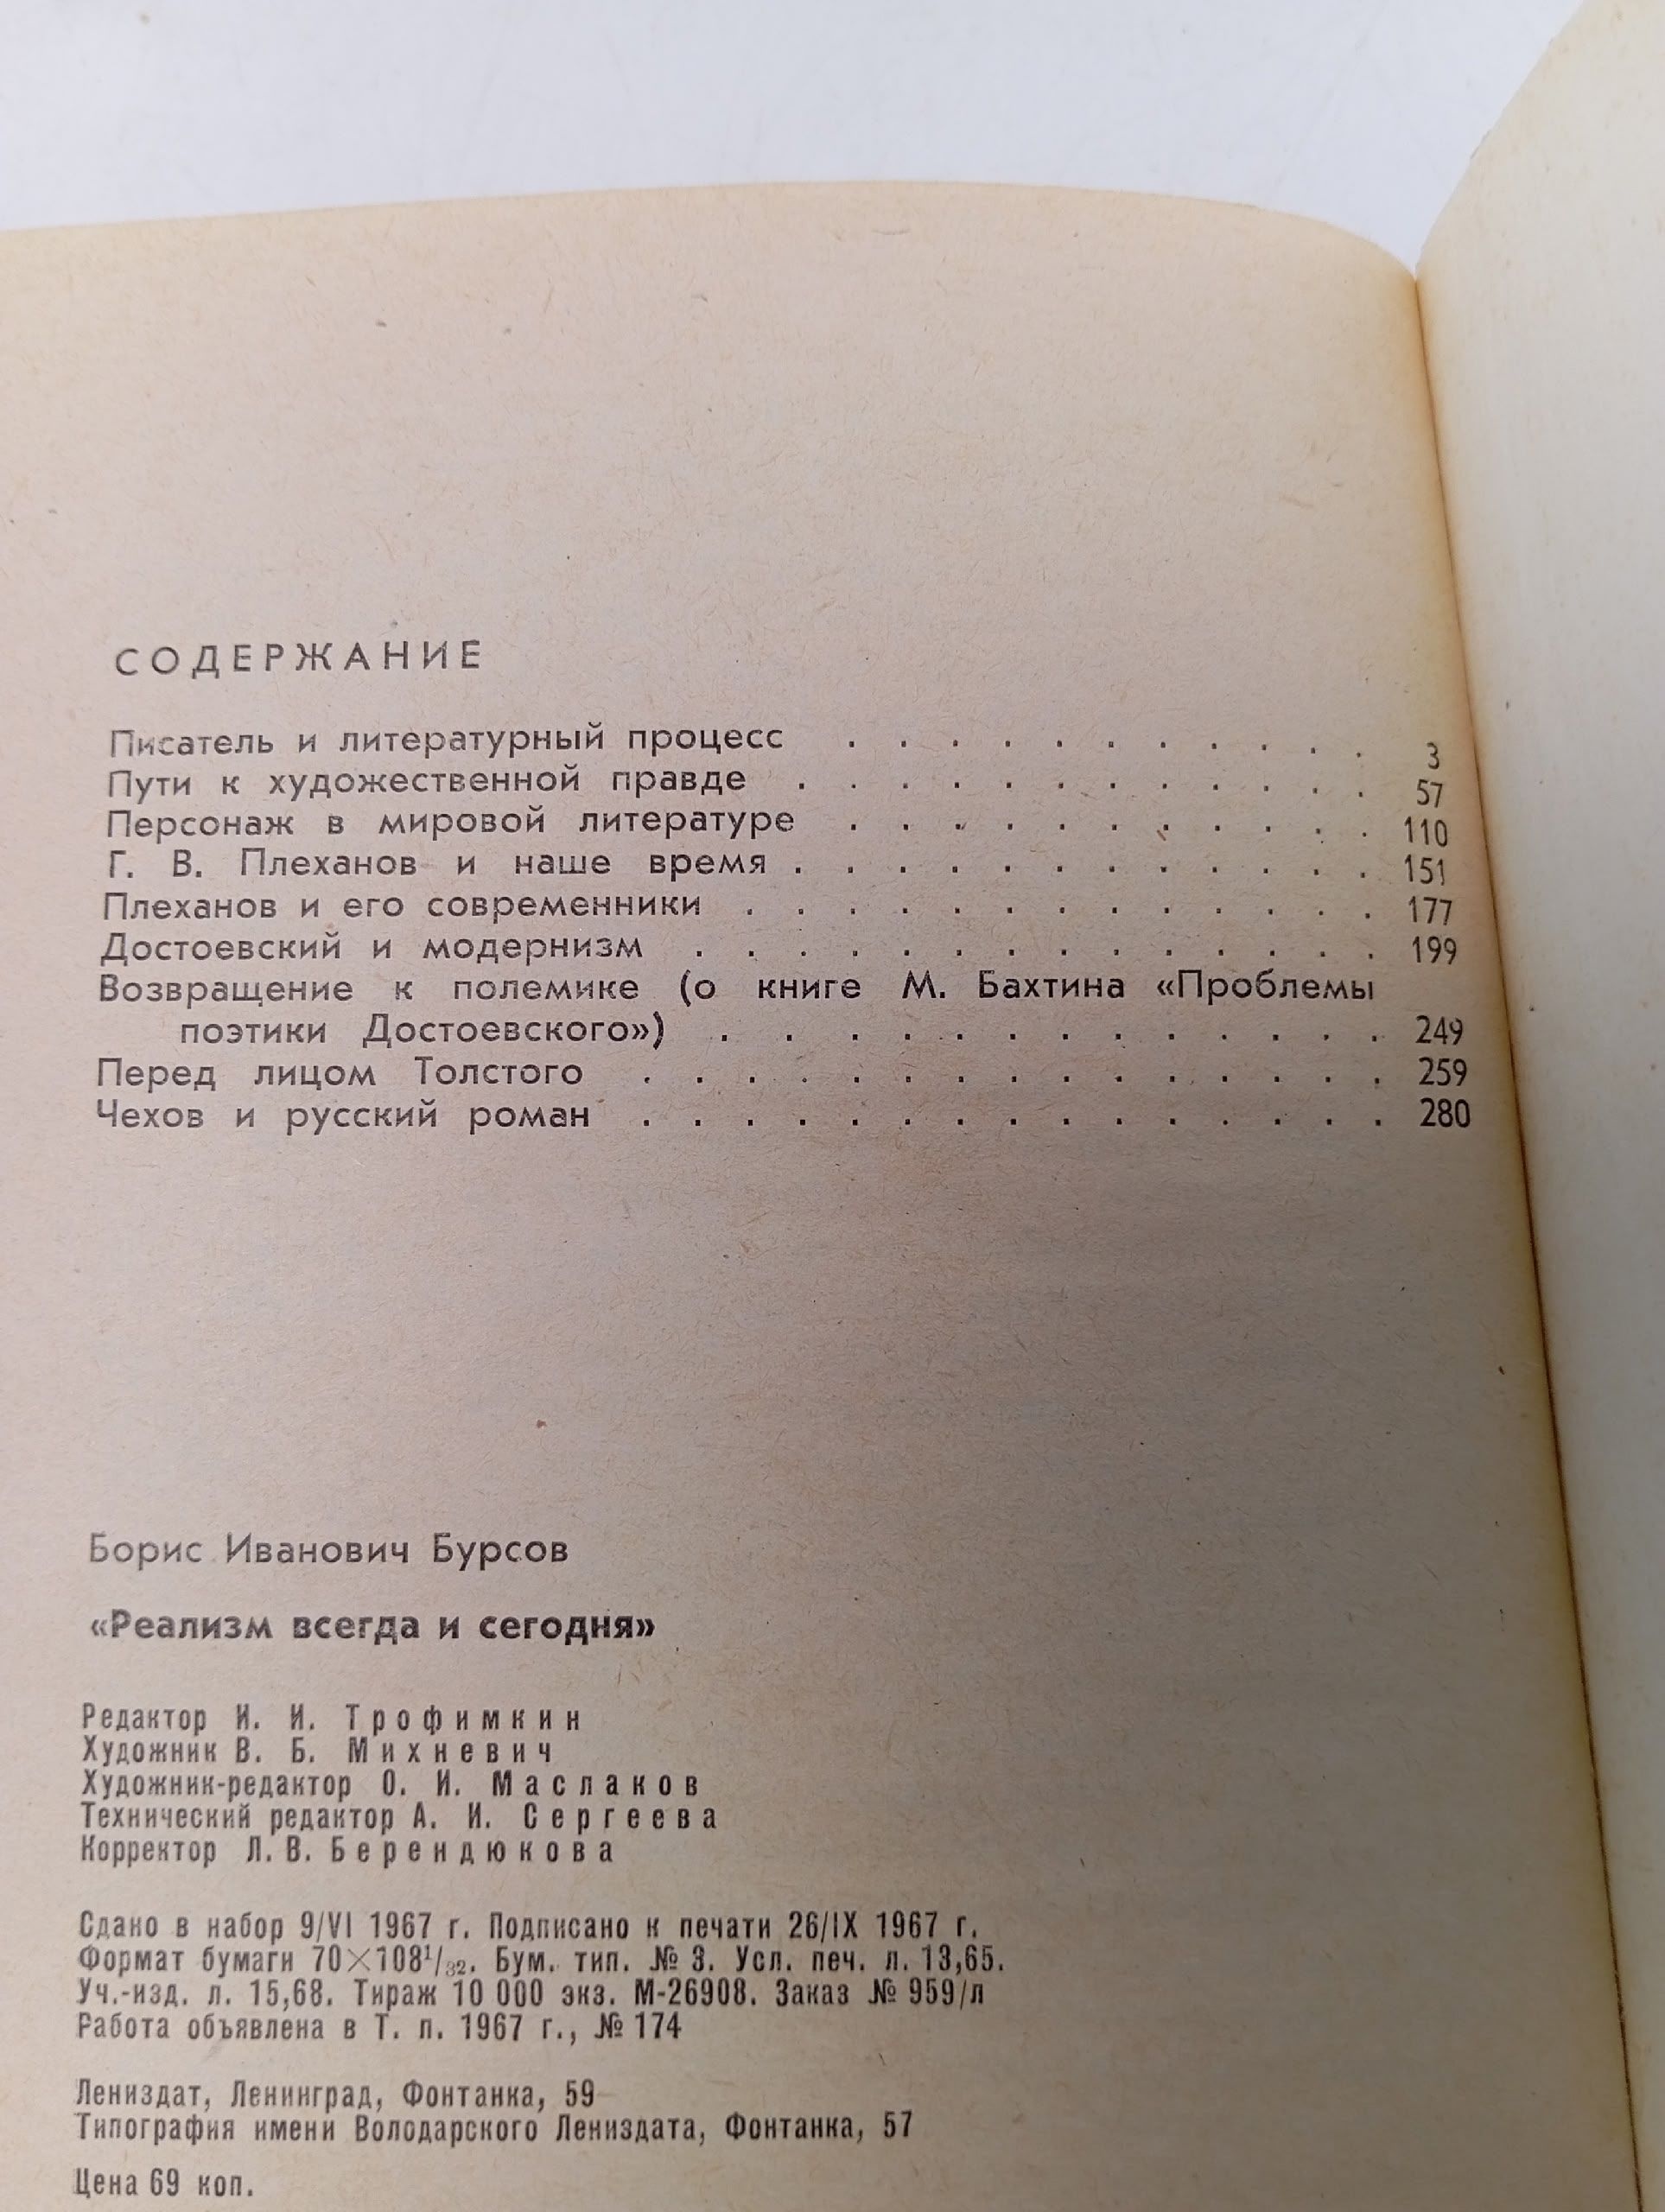 СОДЕРЖАНИЕ
Писатель и литературный процесс . . . . . . . . . . . 3
Пути к художественной правде . . . . . . . . . . . . 57
Персонаж в мировой литературе . . . . . . . . . . . 110
Г. В. Плеханов и наше время . . . . . . . . . . . . 151
Плеханов и его современники . . . . . . . . . . . . . 177
Достоевский и модернизм . . . . . . . . . . . . . . 199
Возвращение к полемике (о книге М. Бахтина «Проблемы
поэтики Достоевского») . . . . . . . . . . . . . 249
Перед лицом Толстого . . . . . . . . . . . . . . . 259
Чехов и русский роман . . . . . . . . . . . . . . . 280
Борис Иванович Бурсов
«Реализм всегда и сегодня»
Редактор И. И. Трофимкин
Художник В. Б. Михневич
Художник-редактор О. И. Маслаков
Технический редактор А. И. Сергеева
Корректор Л. В. Берендюкова
Сдано в набор 9/VI 1967 г. Подписано к печати 26/IX 1967 г.
Формат бумаги 70×108¹/₃₂. Бум. тип. № 3. Усл. печ. л. 13,65.
Уч.-изд. л. 15,68. Тираж 10 000 экз. М-26908. Заказ № 959/л
Работа объявлена в Т. п. 1967 г., № 174
Лениздат, Ленинград, Фонтанка, 59
Типография имени Володарского Лениздата, Фонтанка, 57
Цена 69 коп.